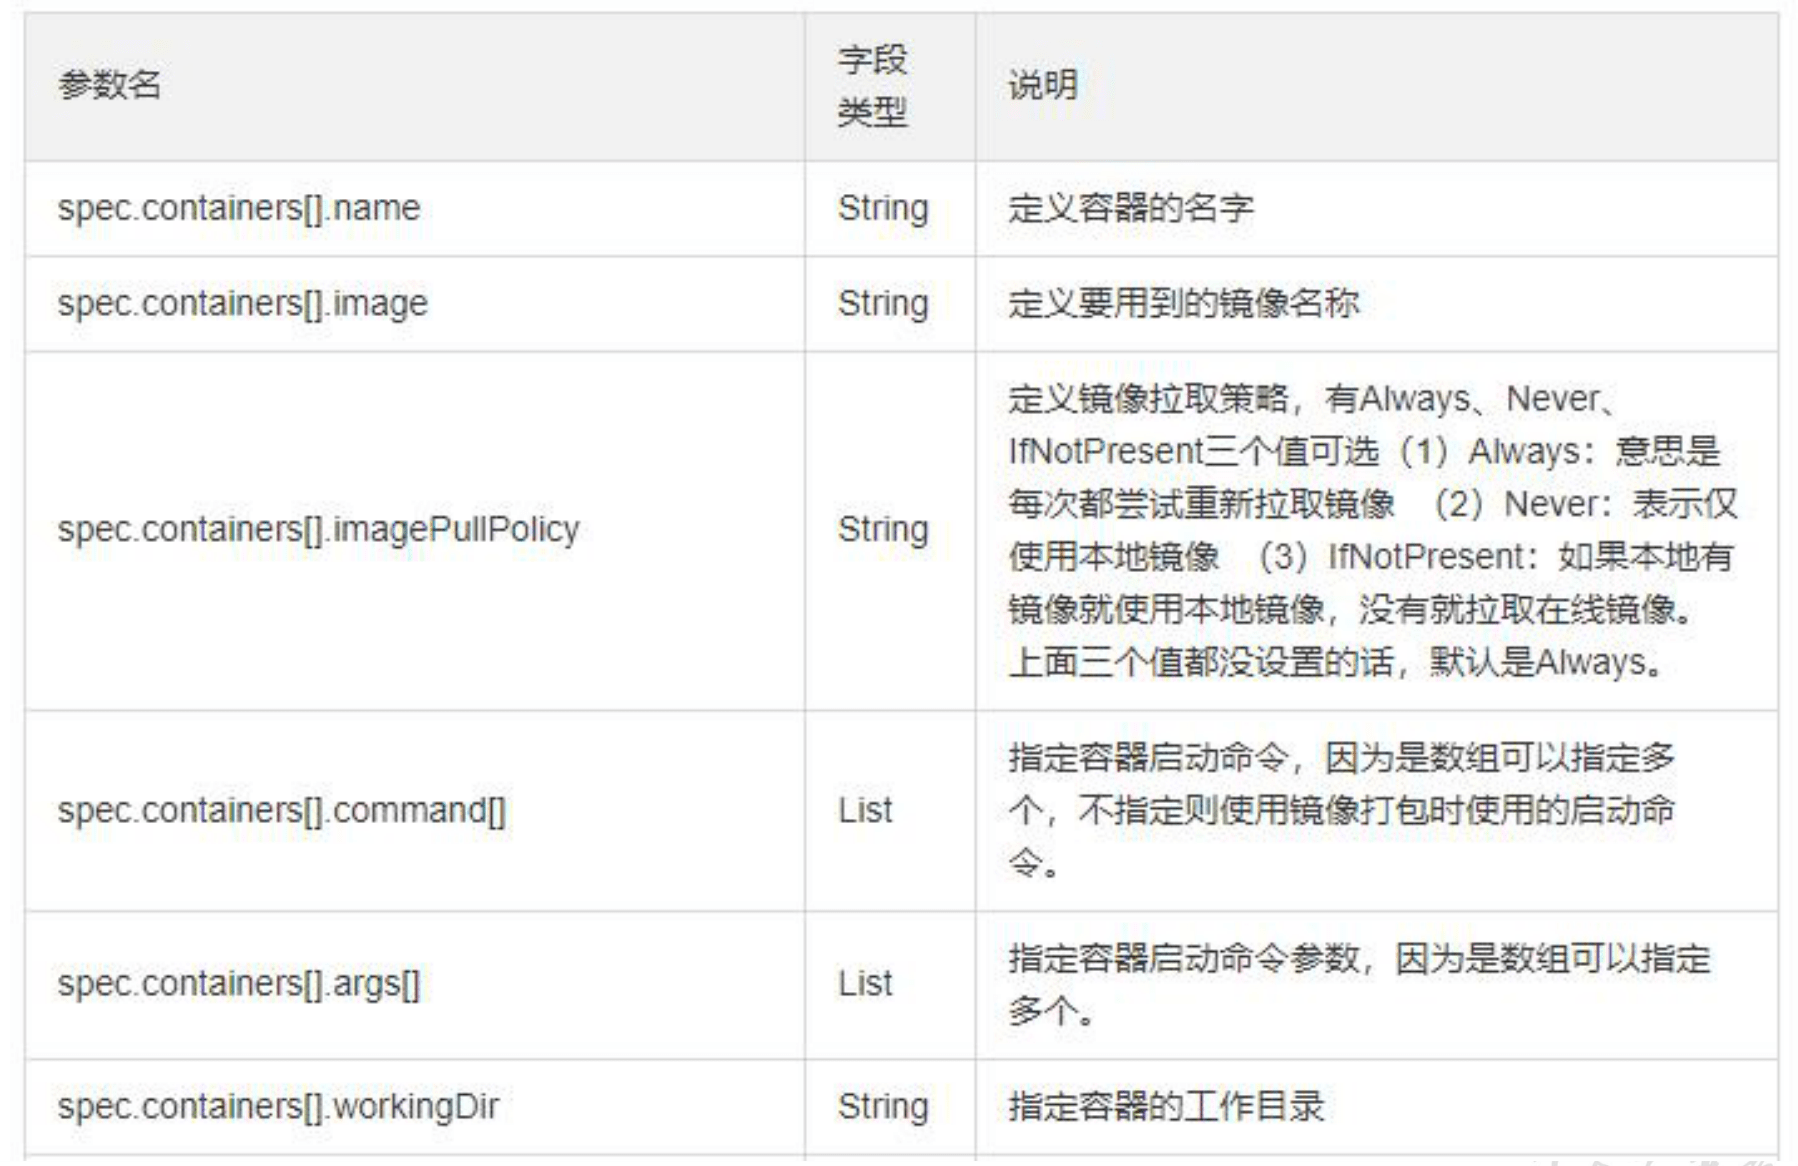 参数名
字段
类型
说明
spec.containers[].name
String
定义容器的名字
spec.containers[].image
String
定义要用到的镜像名称
spec.containers[].imagePullPolicy
String
定义镜像拉取策略，有Always、Never、
IfNotPresent三个值可选（1）Always：意思是
每次都尝试重新拉取镜像 （2）Never：表示仅
使用本地镜像 （3）IfNotPresent：如果本地有
镜像就使用本地镜像，没有就拉取在线镜像。
上面三个值都没设置的话，默认是Always。
spec.containers[].command[]
List
指定容器启动命令，因为是数组可以指定多
个，不指定则使用镜像打包时使用的启动命
令。
spec.containers[].args[]
List
指定容器启动命令参数，因为是数组可以指定
多个。
spec.containers[].workingDir
String
指定容器的工作目录